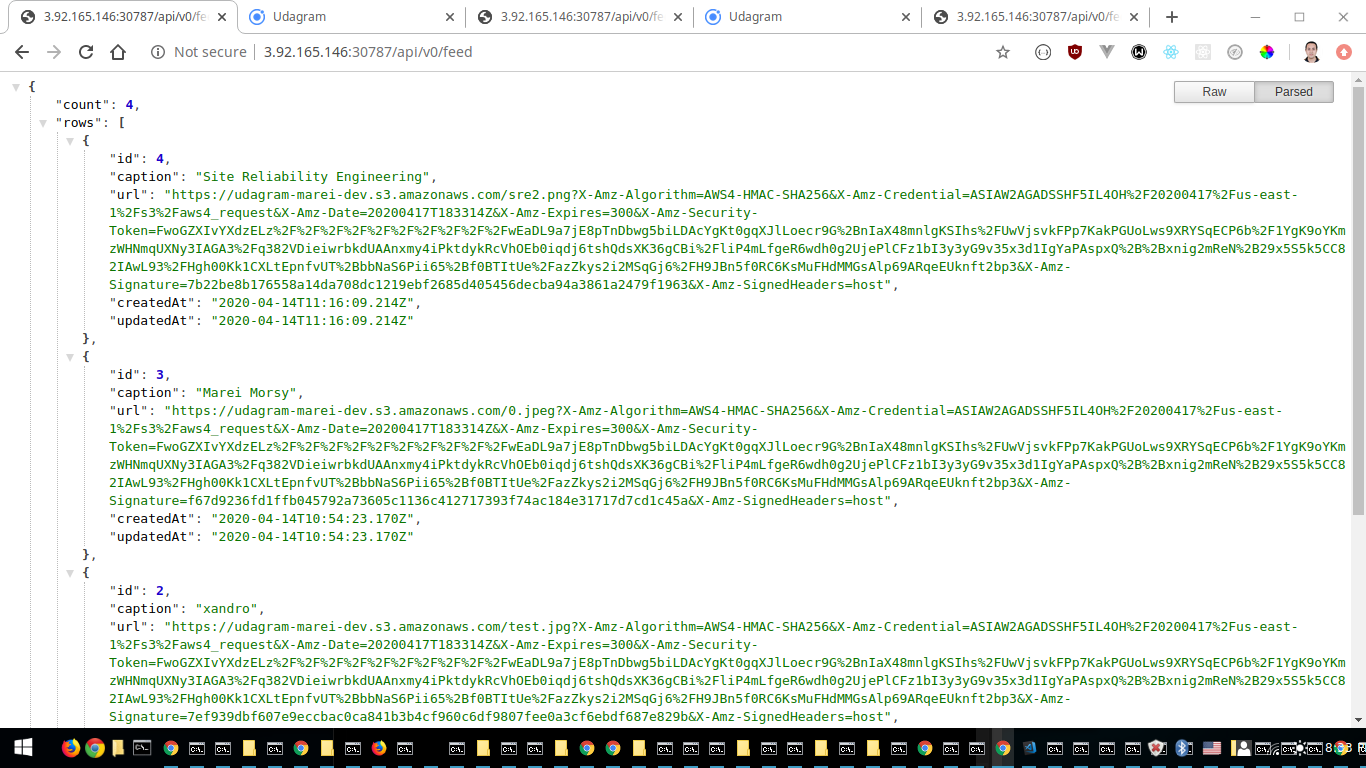 3.92.165.146:30787/api/v0/fee
Udagram
3.92.165.146:30787/api/v0/fe
Udagram
3.92.165.146:30787/api/v0/fe
Not secure
3.92.165.146:30787/api/v0/feed
Raw
Parsed
{
"count": 4,
"rows": [
{
"id": 4,
"caption": "Site Reliability Engineering",
"url": "https://udagram-marei-dev.s3.amazonaws.com/sre2.png?X-Amz-Algorithm=AWS4-HMAC-SHA256&X-Amz-Credential=ASIAW2AGADSSHF5IL4OH%2F20200417%2Fus-east-
1%2Fs3%2Faws4_request&X-Amz-Date=20200417T183314Z&X-Amz-Expires=300&X-Amz-Security-
Token=FwoGZXIvYXdzELz%2F%2F%2F%2F%2F%2F%2F%2F%2F%2FwEaDL9a7jE8pTnDbwg5biLDAcYgKt0gqXJlLoecr9G%2BnIaX48mnlgKSIhs%2FUwVjsvkFPp7KakPGUoLws9XRYSqECP6b%2F1YgK9oYKm
zWHNmqUXNy3IAGA3%2Fq382VDieiwrbkdUAAnxmy4iPktdykRcVhOEb0iqdj6tshQdsXK36gCBi%2FliP4mLfgeR6wdh0g2UjePlCFz1bI3y3yG9v35x3d1IgYaPAspxQ%2B%2Bxnig2mReN%2B29x5S5k5CC8
2IAwL93%2FHgh00Kk1CXLtEpnfvUT%2BbbNaS6Pii65%2Bf0BTItUe%2FazZkys2i2MSqGj6%2FH9JBn5f0RC6KsMuFHdMMGsAlp69ARqeEUknft2bp3&X-Amz-
Signature=7b22be8b176558a14da708dc1219ebf2685d405456decba94a3861a2479f1963&X-Amz-SignedHeaders=host",
"createdAt": "2020-04-14T11:16:09.214Z",
"updatedAt": "2020-04-14T11:16:09.214Z"
},
{
"id": 3,
"caption": "Marei Morsy",
"url": "https://udagram-marei-dev.s3.amazonaws.com/0.jpeg?X-Amz-Algorithm=AWS4-HMAC-SHA256&X-Amz-Credential=ASIAW2AGADSSHF5IL4OH%2F20200417%2Fus-east-
1%2Fs3%2Faws4_request&X-Amz-Date=20200417T183314Z&X-Amz-Expires=300&X-Amz-Security-
Token=FwoGZXIvYXdzELz%2F%2F%2F%2F%2F%2F%2F%2F%2F%2FwEaDL9a7jE8pTnDbwg5biLDAcYgKt0gqXJlLoecr9G%2BnIaX48mnlgKSIhs%2FUwVjsvkFPp7KakPGUoLws9XRYSqECP6b%2F1YgK9oYKm
zWHNmqUXNy3IAGA3%2Fq382VDieiwrbkdUAAnxmy4iPktdykRcVhOEb0iqdj6tshQdsXK36gCBi%2FliP4mLfgeR6wdh0g2UjePlCFz1bI3y3yG9v35x3d1IgYaPAspxQ%2B%2Bxnig2mReN%2B29x5S5k5CC8
2IAwL93%2FHgh00Kk1CXLtEpnfvUT%2BbbNaS6Pii65%2Bf0BTItUe%2FazZkys2i2MSqGj6%2FH9JBn5f0RC6KsMuFHdMMGsAlp69ARqeEUknft2bp3&X-Amz-
Signature=f67d9236fd1ffb045792a73605c1136c412717393f74ac184e31717d7cd1c45a&X-Amz-SignedHeaders=host",
"createdAt": "2020-04-14T10:54:23.170Z",
"updatedAt": "2020-04-14T10:54:23.170Z"
},
{
"id": 2,
"caption": "xandro",
"url": "https://udagram-marei-dev.s3.amazonaws.com/test.jpg?X-Amz-Algorithm=AWS4-HMAC-SHA256&X-Amz-Credential=ASIAW2AGADSSHF5IL4OH%2F20200417%2Fus-east-
1%2Fs3%2Faws4_request&X-Amz-Date=20200417T183314Z&X-Amz-Expires=300&X-Amz-Security-
Token=FwoGZXIvYXdzELz%2F%2F%2F%2F%2F%2F%2F%2F%2F%2FwEaDL9a7jE8pTnDbwg5biLDAcYgKt0gqXJlLoecr9G%2BnIaX48mnlgKSIhs%2FUwVjsvkFPp7KakPGUoLws9XRYSqECP6b%2F1YgK9oYKm
zWHNmqUXNy3IAGA3%2Fq382VDieiwrbkdUAAnxmy4iPktdykRcVhOEb0iqdj6tshQdsXK36gCBi%2FliP4mLfgeR6wdh0g2UjePlCFz1bI3y3yG9v35x3d1IgYaPAspxQ%2B%2Bxnig2mReN%2B29x5S5k5CC8
2IAwL93%2FHgh00Kk1CXLtEpnfvUT%2BbbNaS6Pii65%2Bf0BTItUe%2FazZkys2i2MSqGj6%2FH9JBn5f0RC6KsMuFHdMMGsAlp69ARqeEUknft2bp3&X-Amz-
Signature=7ef939dbf607e9eccbac0ca841b3b4cf960c6df9807fee0a3cf6ebdf687e829b&X-Amz-SignedHeaders=host",